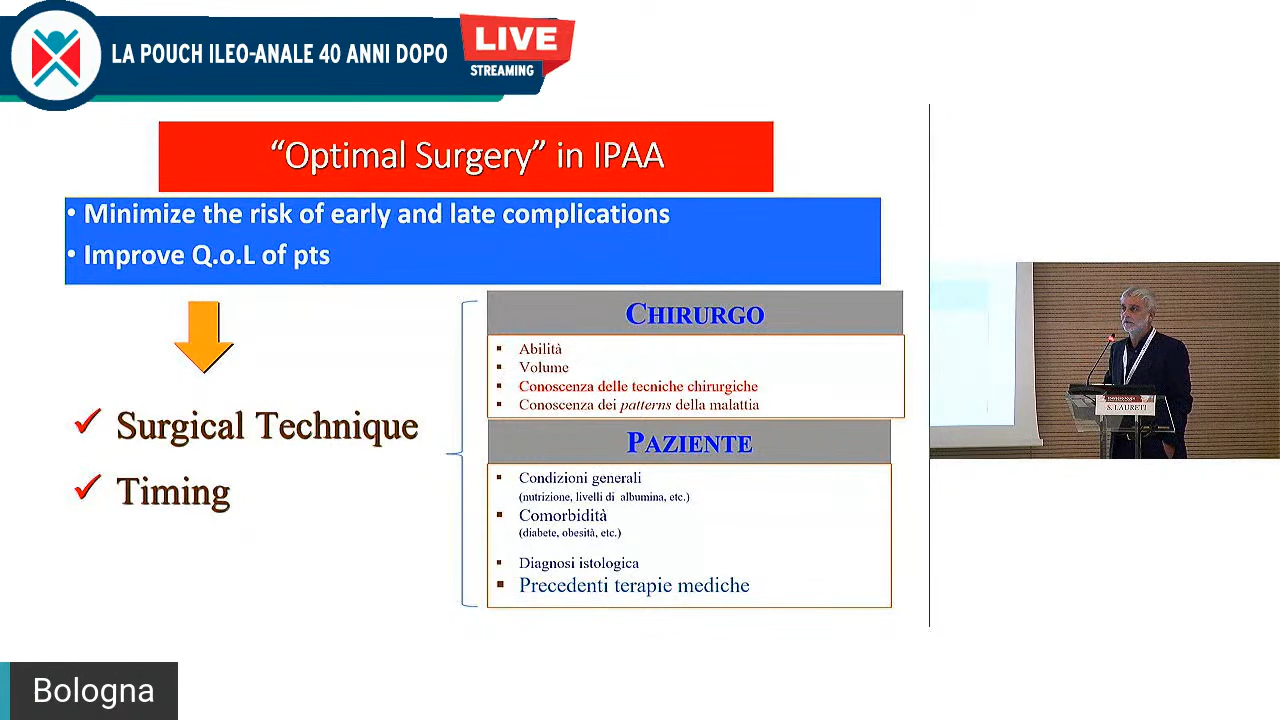 LA POUCH ILEO-ANALE 40 ANNI DOPO
LIVE
STREAMING
“Optimal Surgery” in IPAA
• Minimize the risk of early and late complications
• Improve Q.o.L of pts
✓ Surgical Technique
✓ Timing
CHIRURGO
▪ Abilità
▪ Volume
▪ Conoscenza delle tecniche chirurgiche
▪ Conoscenza dei patterns della malattia
PAZIENTE
▪ Condizioni generali
(nutrizione, livelli di albumina, etc.)
▪ Comorbidità
(diabete, obesità, etc.)
▪ Diagnosi istologica
▪ Precedenti terapie mediche
S. LAURETI
Bologna